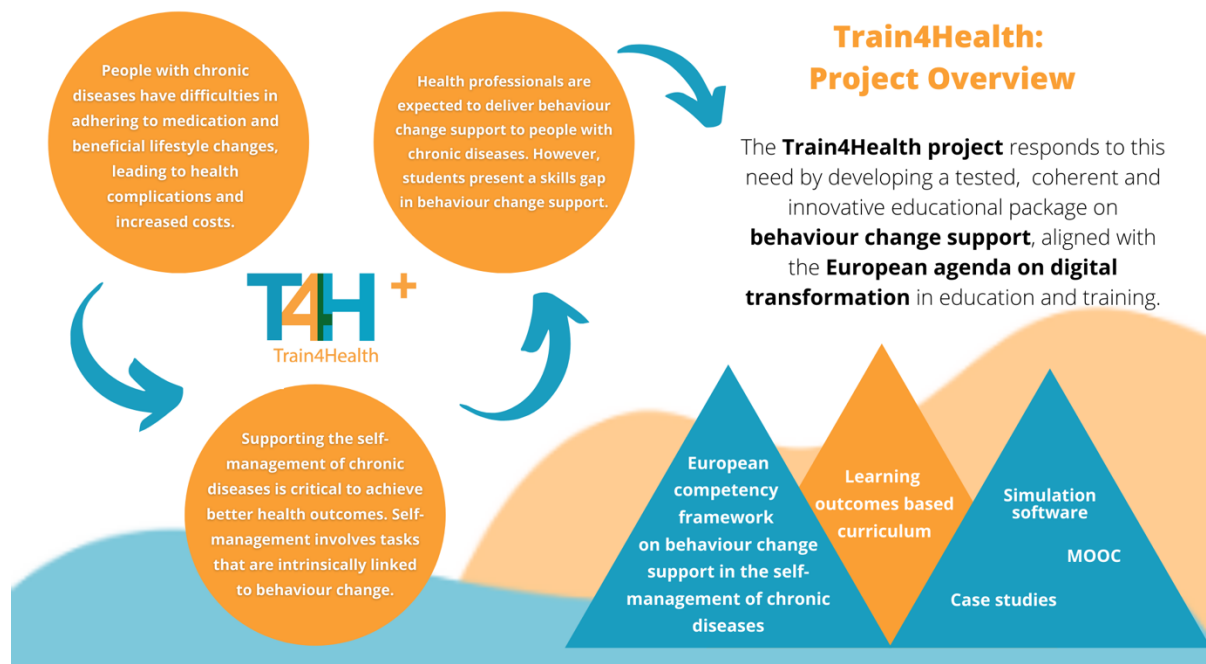 People with chronic
diseases have difficulties in
adhering to medication and
beneficial lifestyle changes,
leading to health
complications and
increased costs.
Supporting the self-
management of chronic
diseases is critical to achieve
better health outcomes. Self-
management involves tasks
that are intrinsically linked
to behaviour change.
Health professionals are
expected to deliver behaviour
change support to people with
chronic diseases. However,
students present a skills gap
in behaviour change support.
T4H +
Train4Health
Train4Health:
Project Overview
The Train4Health project responds to this
need by developing a tested, coherent and
innovative educational package on
behaviour change support, aligned with
the European agenda on digital
transformation in education and training.
European
competency
framework
on behaviour change
support in the self-
management of chronic
diseases
Learning
outcomes based
curriculum
Simulation
software
MOOC
Case studies